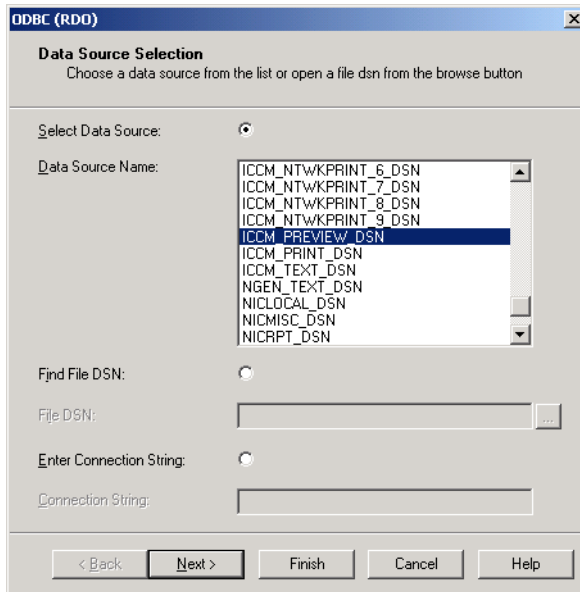 ODBC (RDO)
Data Source Selection
Choose a data source from the list or open a file dsn from the browse button
Select Data Source:
Data Source Name:
ICCM_NTWKPRINT_6_DSN
ICCM_NTWKPRINT_7_DSN
ICCM_NTWKPRINT_8_DSN
ICCM_NTWKPRINT_9_DSN
ICCM_PREVIEW_DSN
ICCM_PRINT_DSN
ICCM_TEXT_DSN
NGEN_TEXT_DSN
NICLOCAL_DSN
NICMISC_DSN
NICRPT_DSN
Find File DSN:
File DSN:
...
Enter Connection String:
Connection String:
< Back Next > Finish Cancel Help